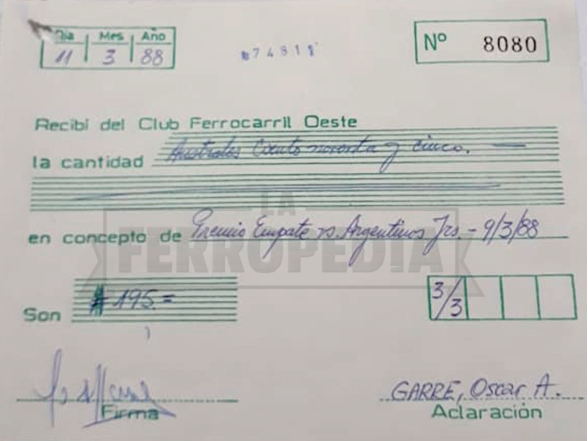 Día Mes Año
11 3 88
Nº 8080
Recibí del Club Ferrocarril Oeste
la cantidad Australes Ciento noventa y cinco.
en concepto de Premio Empate vs Argentinos Jrs. - 9/3/88
LA
FERROPEDIA
Son # 195.=
3/3
Firma
GARRE, Oscar A.
Aclaración